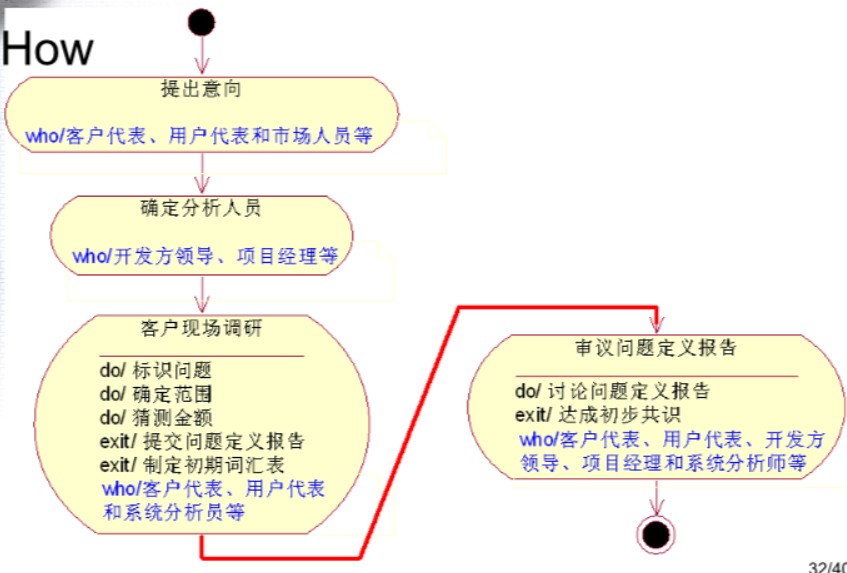 How
提出意向
who/客户代表、用户代表和市场人员等
确定分析人员
who/开发方领导、项目经理等
客户现场调研
do/ 标识问题
do/ 确定范围
do/ 猜测金额
exit/ 提交问题定义报告
exit/ 制定初期词汇表
who/客户代表、用户代表
和系统分析员等
审议问题定义报告
do/ 讨论问题定义报告
exit/ 达成初步共识
who/客户代表、用户代表、开发方
领导、项目经理和系统分析师等
32/40